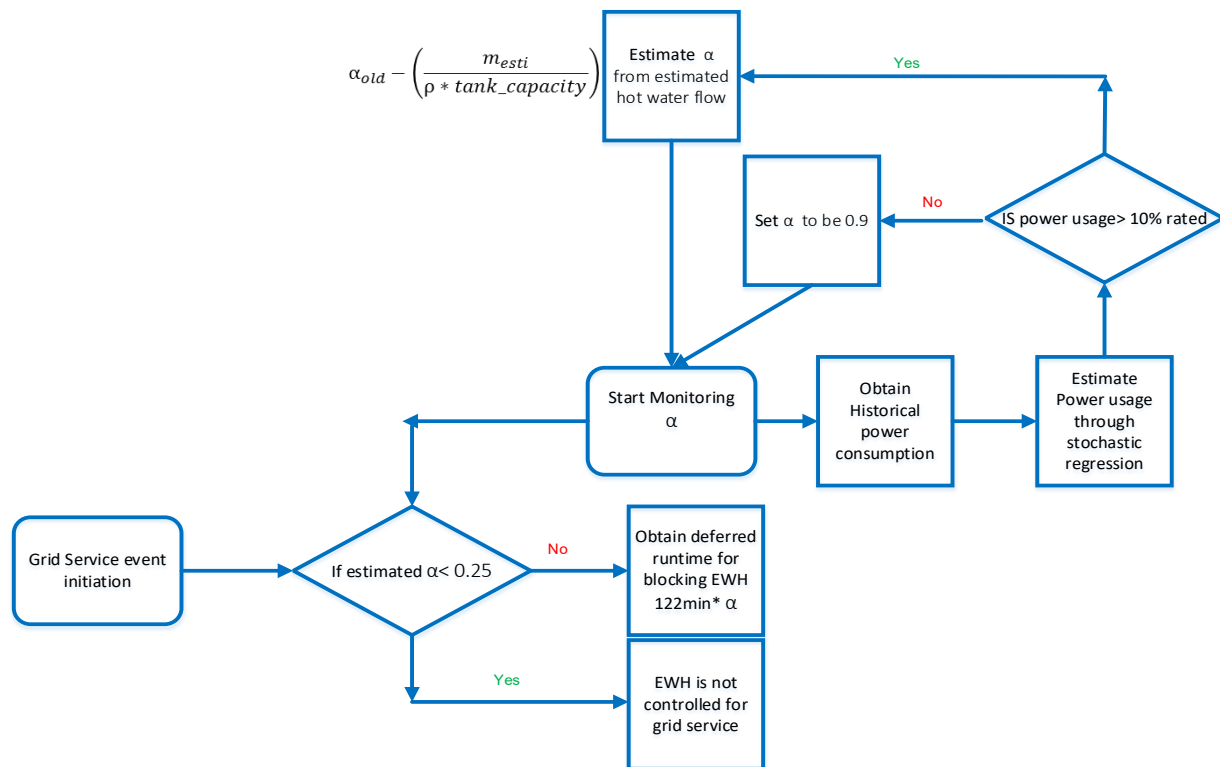 α_old − (m_esti / (ρ * tank_capacity))
Estimate α
from estimated
hot water flow
Yes
Set α to be 0.9
No
IS power usage> 10% rated
Start Monitoring
α
Obtain
Historical
power
consumption
Estimate
Power usage
through
stochastic
regression
Grid Service event
initiation
If estimated α< 0.25
No
Obtain deferred
runtime for
blocking EWH
122min* α
Yes
EWH is not
controlled for
grid service